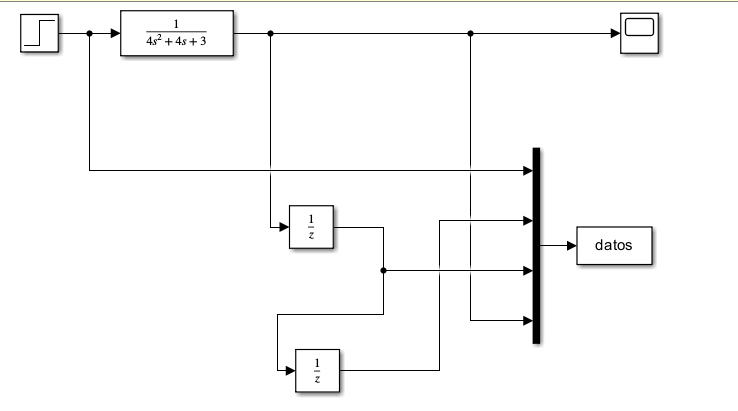 1
4s² + 4s + 3
1
z
datos
1
z